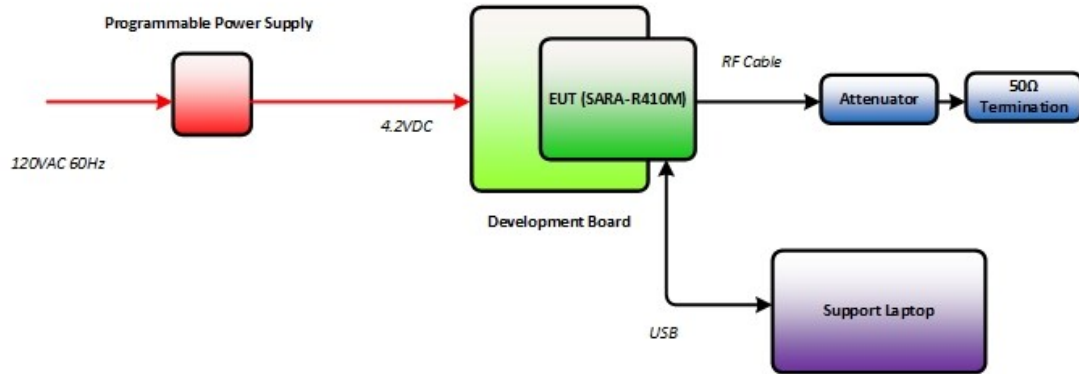 Programmable Power Supply
120VAC 60Hz
4.2VDC
EUT (SARA-R410M)
Development Board
RF Cable
Attenuator
50Ω
Termination
USB
Support Laptop